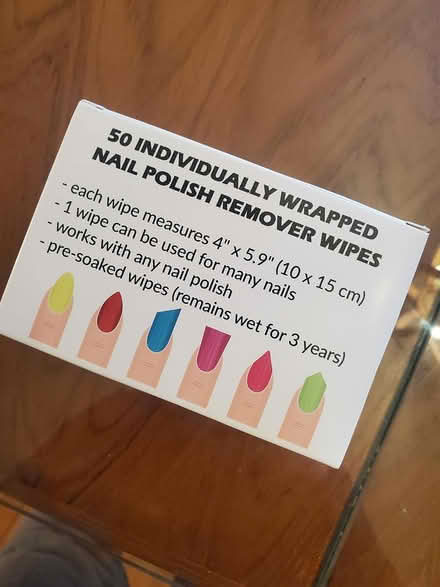 50 INDIVIDUALLY WRAPPED
NAIL POLISH REMOVER WIPES
- each wipe measures 4" x 5.9" (10 x 15 cm)
- 1 wipe can be used for many nails
- works with any nail polish
- pre-soaked wipes (remains wet for 3 years)